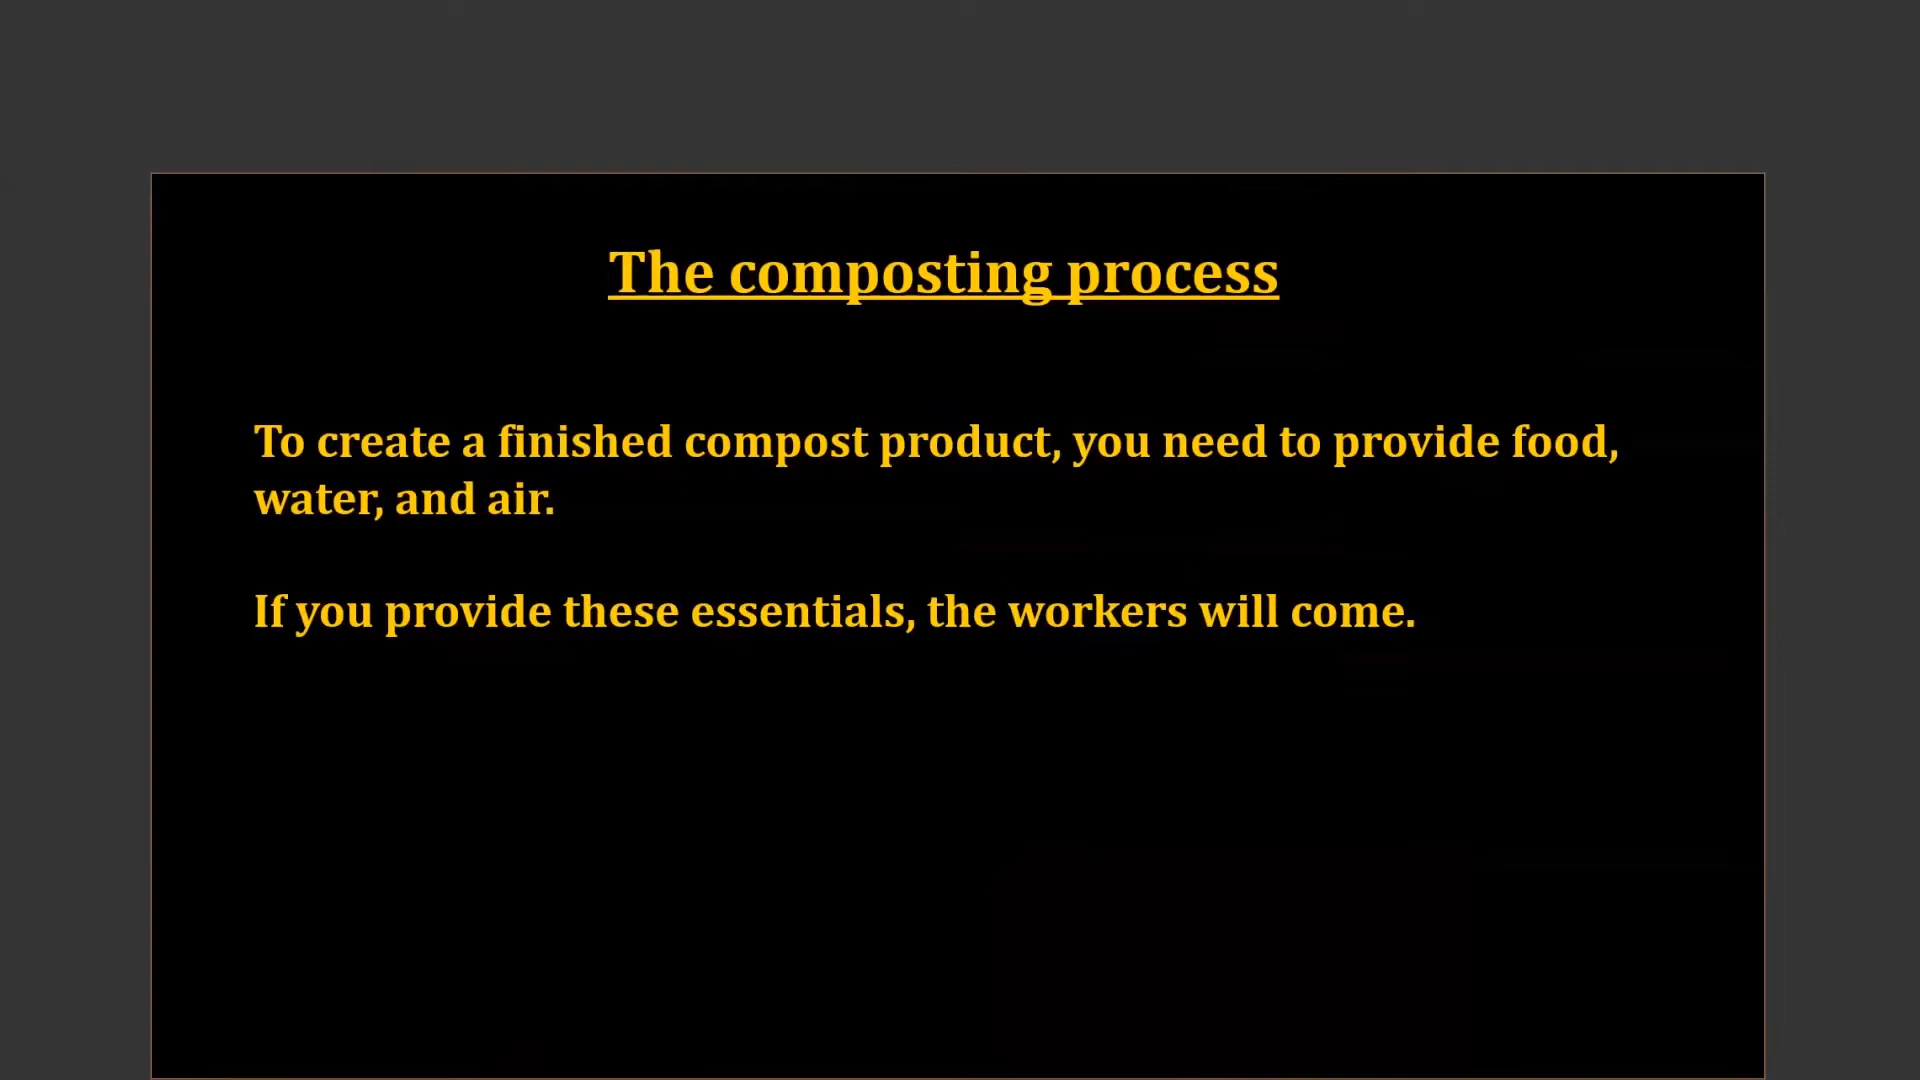 The composting process
To create a finished compost product, you need to provide food,
water, and air.
If you provide these essentials, the workers will come.